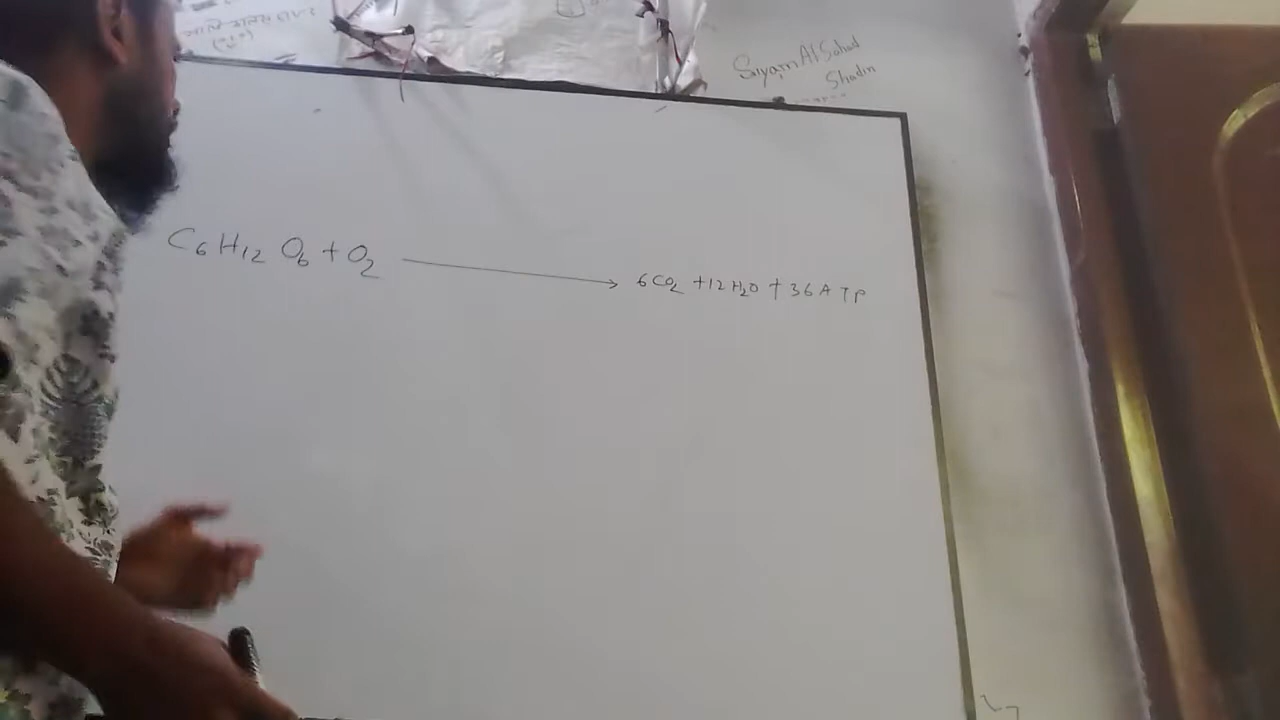 Siyam Al Sahad
Shadin
C₆H₁₂O₆ + O₂ ⟶ 6CO₂ + 12H₂O + 36ATP